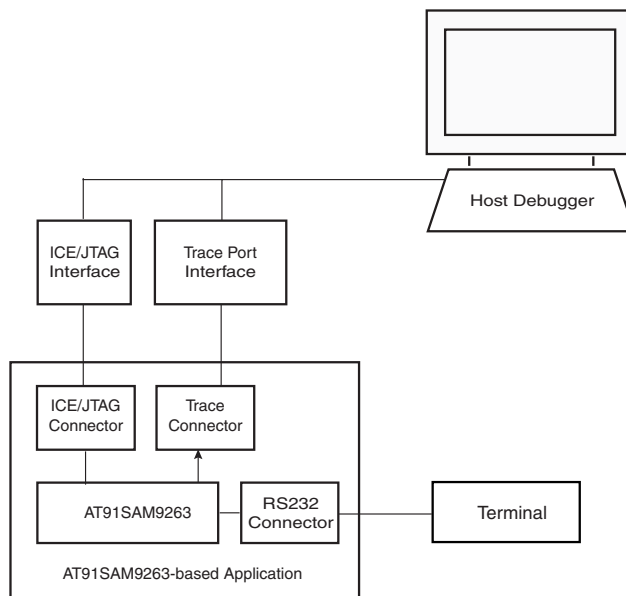 Host Debugger
ICE/JTAG
Interface
Trace Port
Interface
ICE/JTAG
Connector
Trace
Connector
AT91SAM9263
RS232
Connector
Terminal
AT91SAM9263-based Application